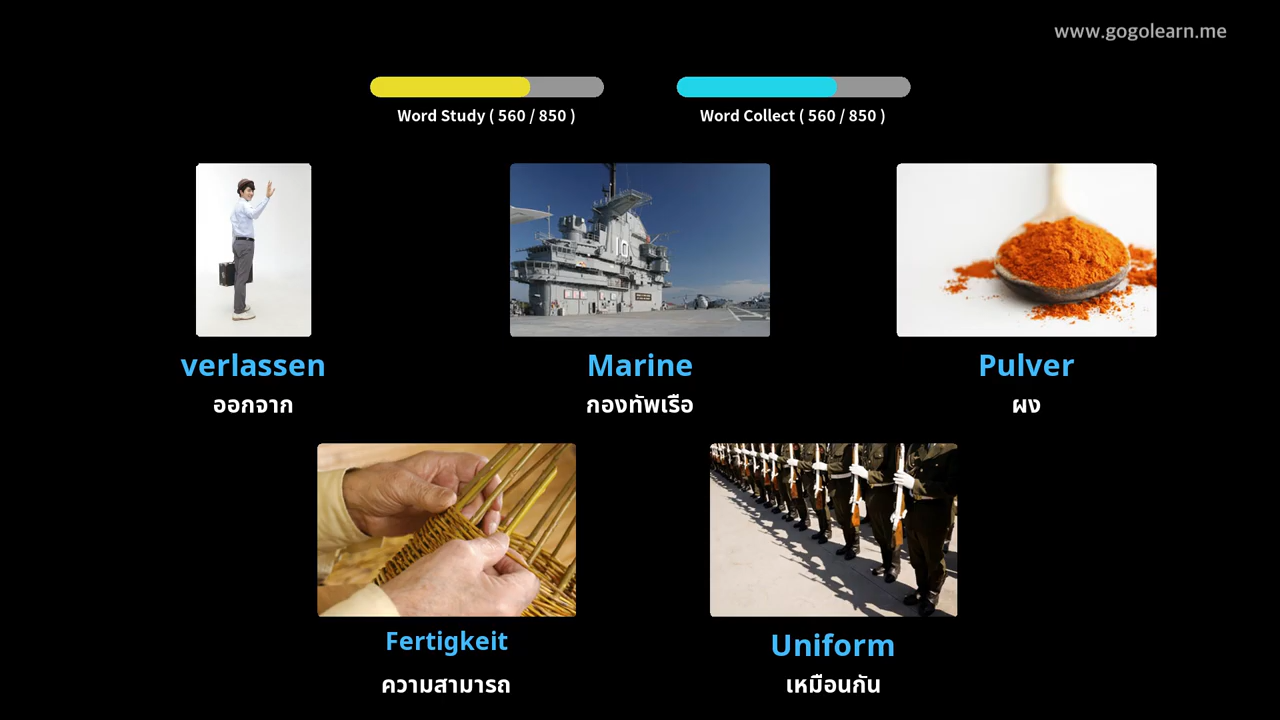 www.gogolearn.me
Word Study ( 560 / 850 )
Word Collect ( 560 / 850 )
verlassen
ออกจาก
Marine
กองทัพเรือ
Pulver
ผง
10
Fertigkeit
ความสามารถ
Uniform
เหมือนกัน